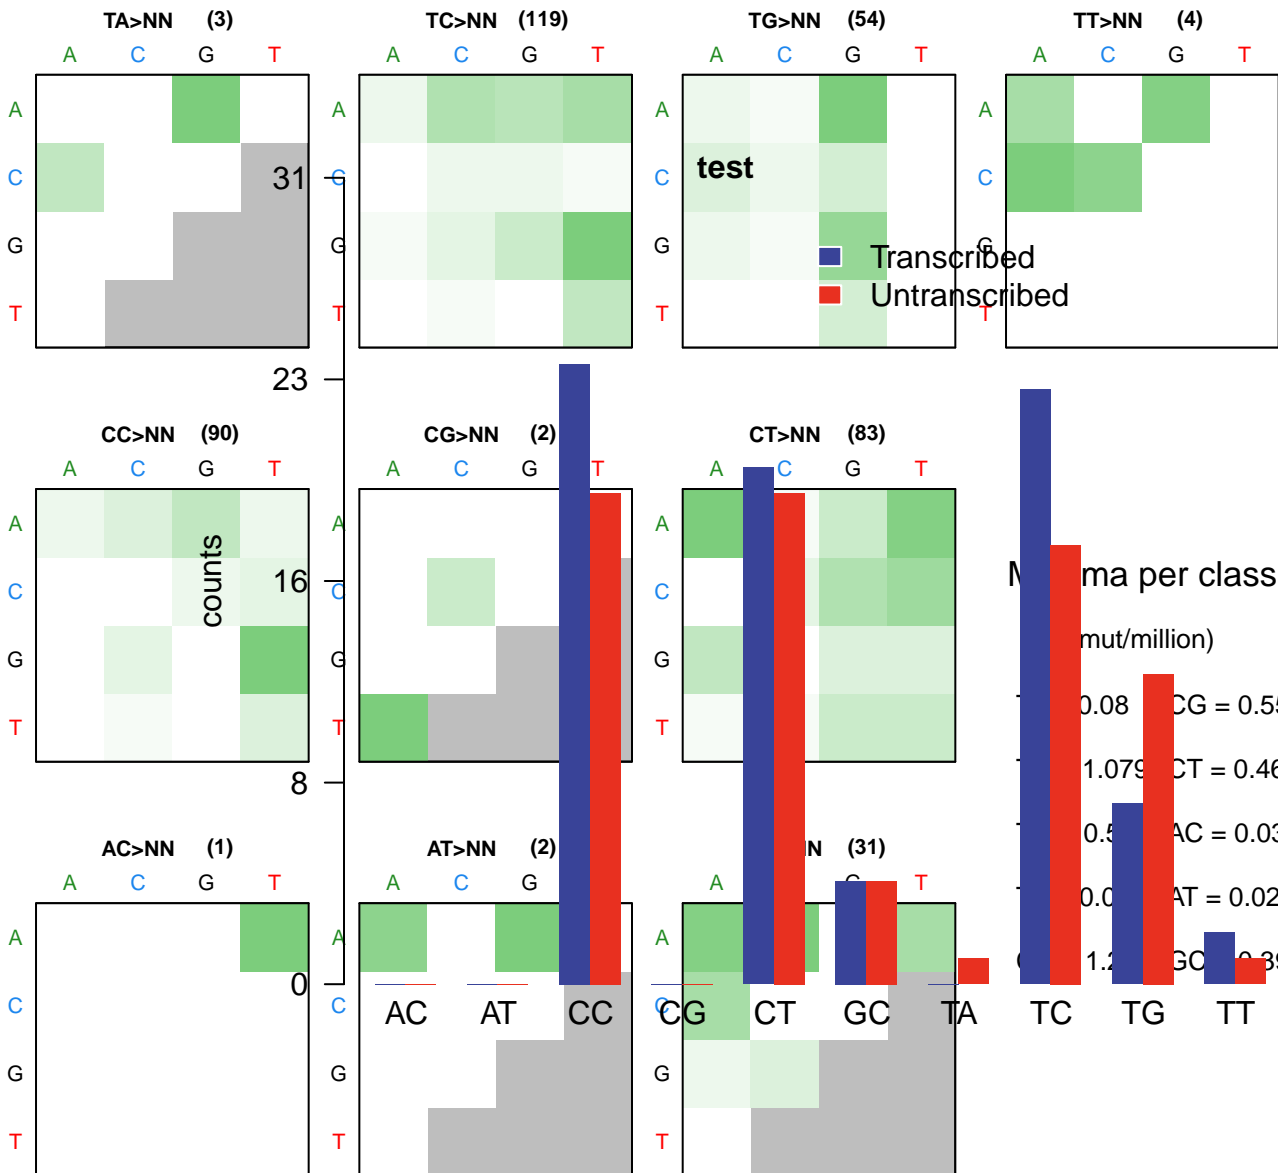 TA>NN (3) TC>NN (119) TG>NN (54) TT>NN (4)
A C G T A C G T A C G T A C G T
A A A A
C 31 C C test C
G G G G
Transcribed
T T T T
Untranscribed
23
CC>NN (90) CG>NN (2) CT>NN (83)
A C G T A C G T A C G T
A A A
counts
C 16 C C
per class
G G G
mut/million)
T T T
0.08 CG = 0.55
8
1.079 CT = 0.46
AC = 0.03
AC>NN (1) AT>NN (2) (31)
A C G T A C G A G T
AT = 0.02
A A A
0
C C C
AC AT CC CG CT GC TA TC TG TT
G G G
T T T